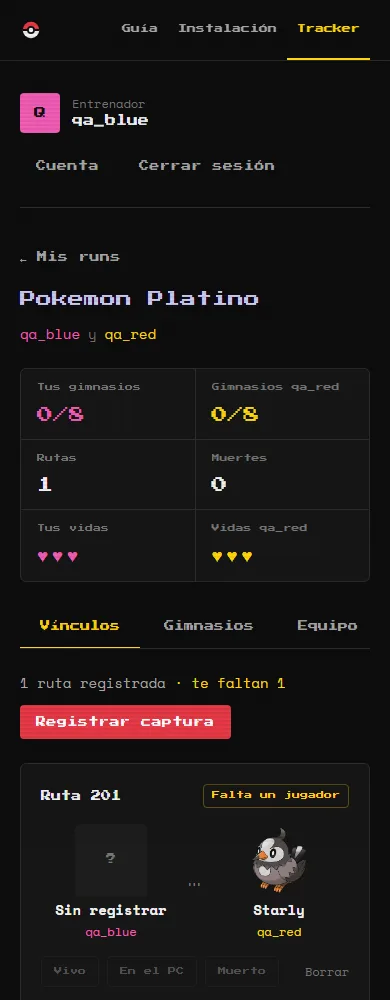 Guía Instalación Tracker
Q
Entrenador
qa_blue
Cuenta Cerrar sesión
← Mis runs
Pokemon Platino
qa_blue y qa_red
Tus gimnasios Gimnasios qa_red
0/8 0/8
Rutas Muertes
1 0
Tus vidas Vidas qa_red
♥♥♥ ♥♥♥
Vínculos Gimnasios Equipo
1 ruta registrada · te faltan 1
Registrar captura
Ruta 201 Falta un jugador
?
...
Sin registrar Starly
qa_blue qa_red
Vivo En el PC Muerto Borrar